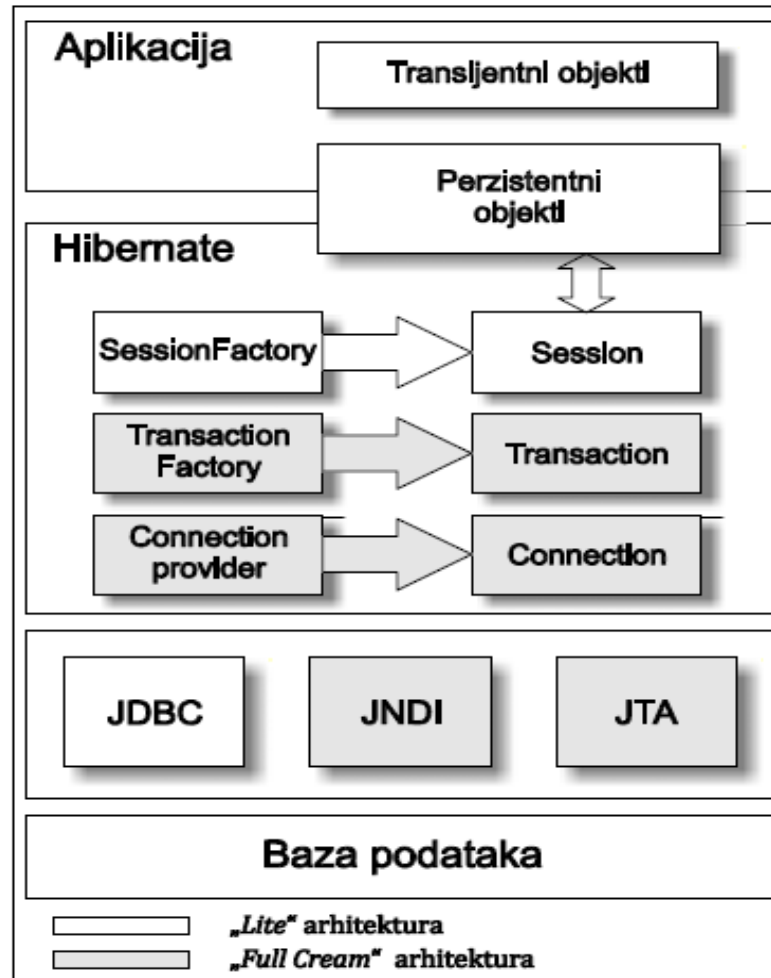 Aplikacija
Transijentni objekti
Perzistentni
objekti
Hibernate
SessionFactory
Session
Transaction
Factory
Transaction
Connection
provider
Connection
JDBC
JNDI
JTA
Baza podataka
„Lite“ arhitektura
„Full Cream“ arhitektura